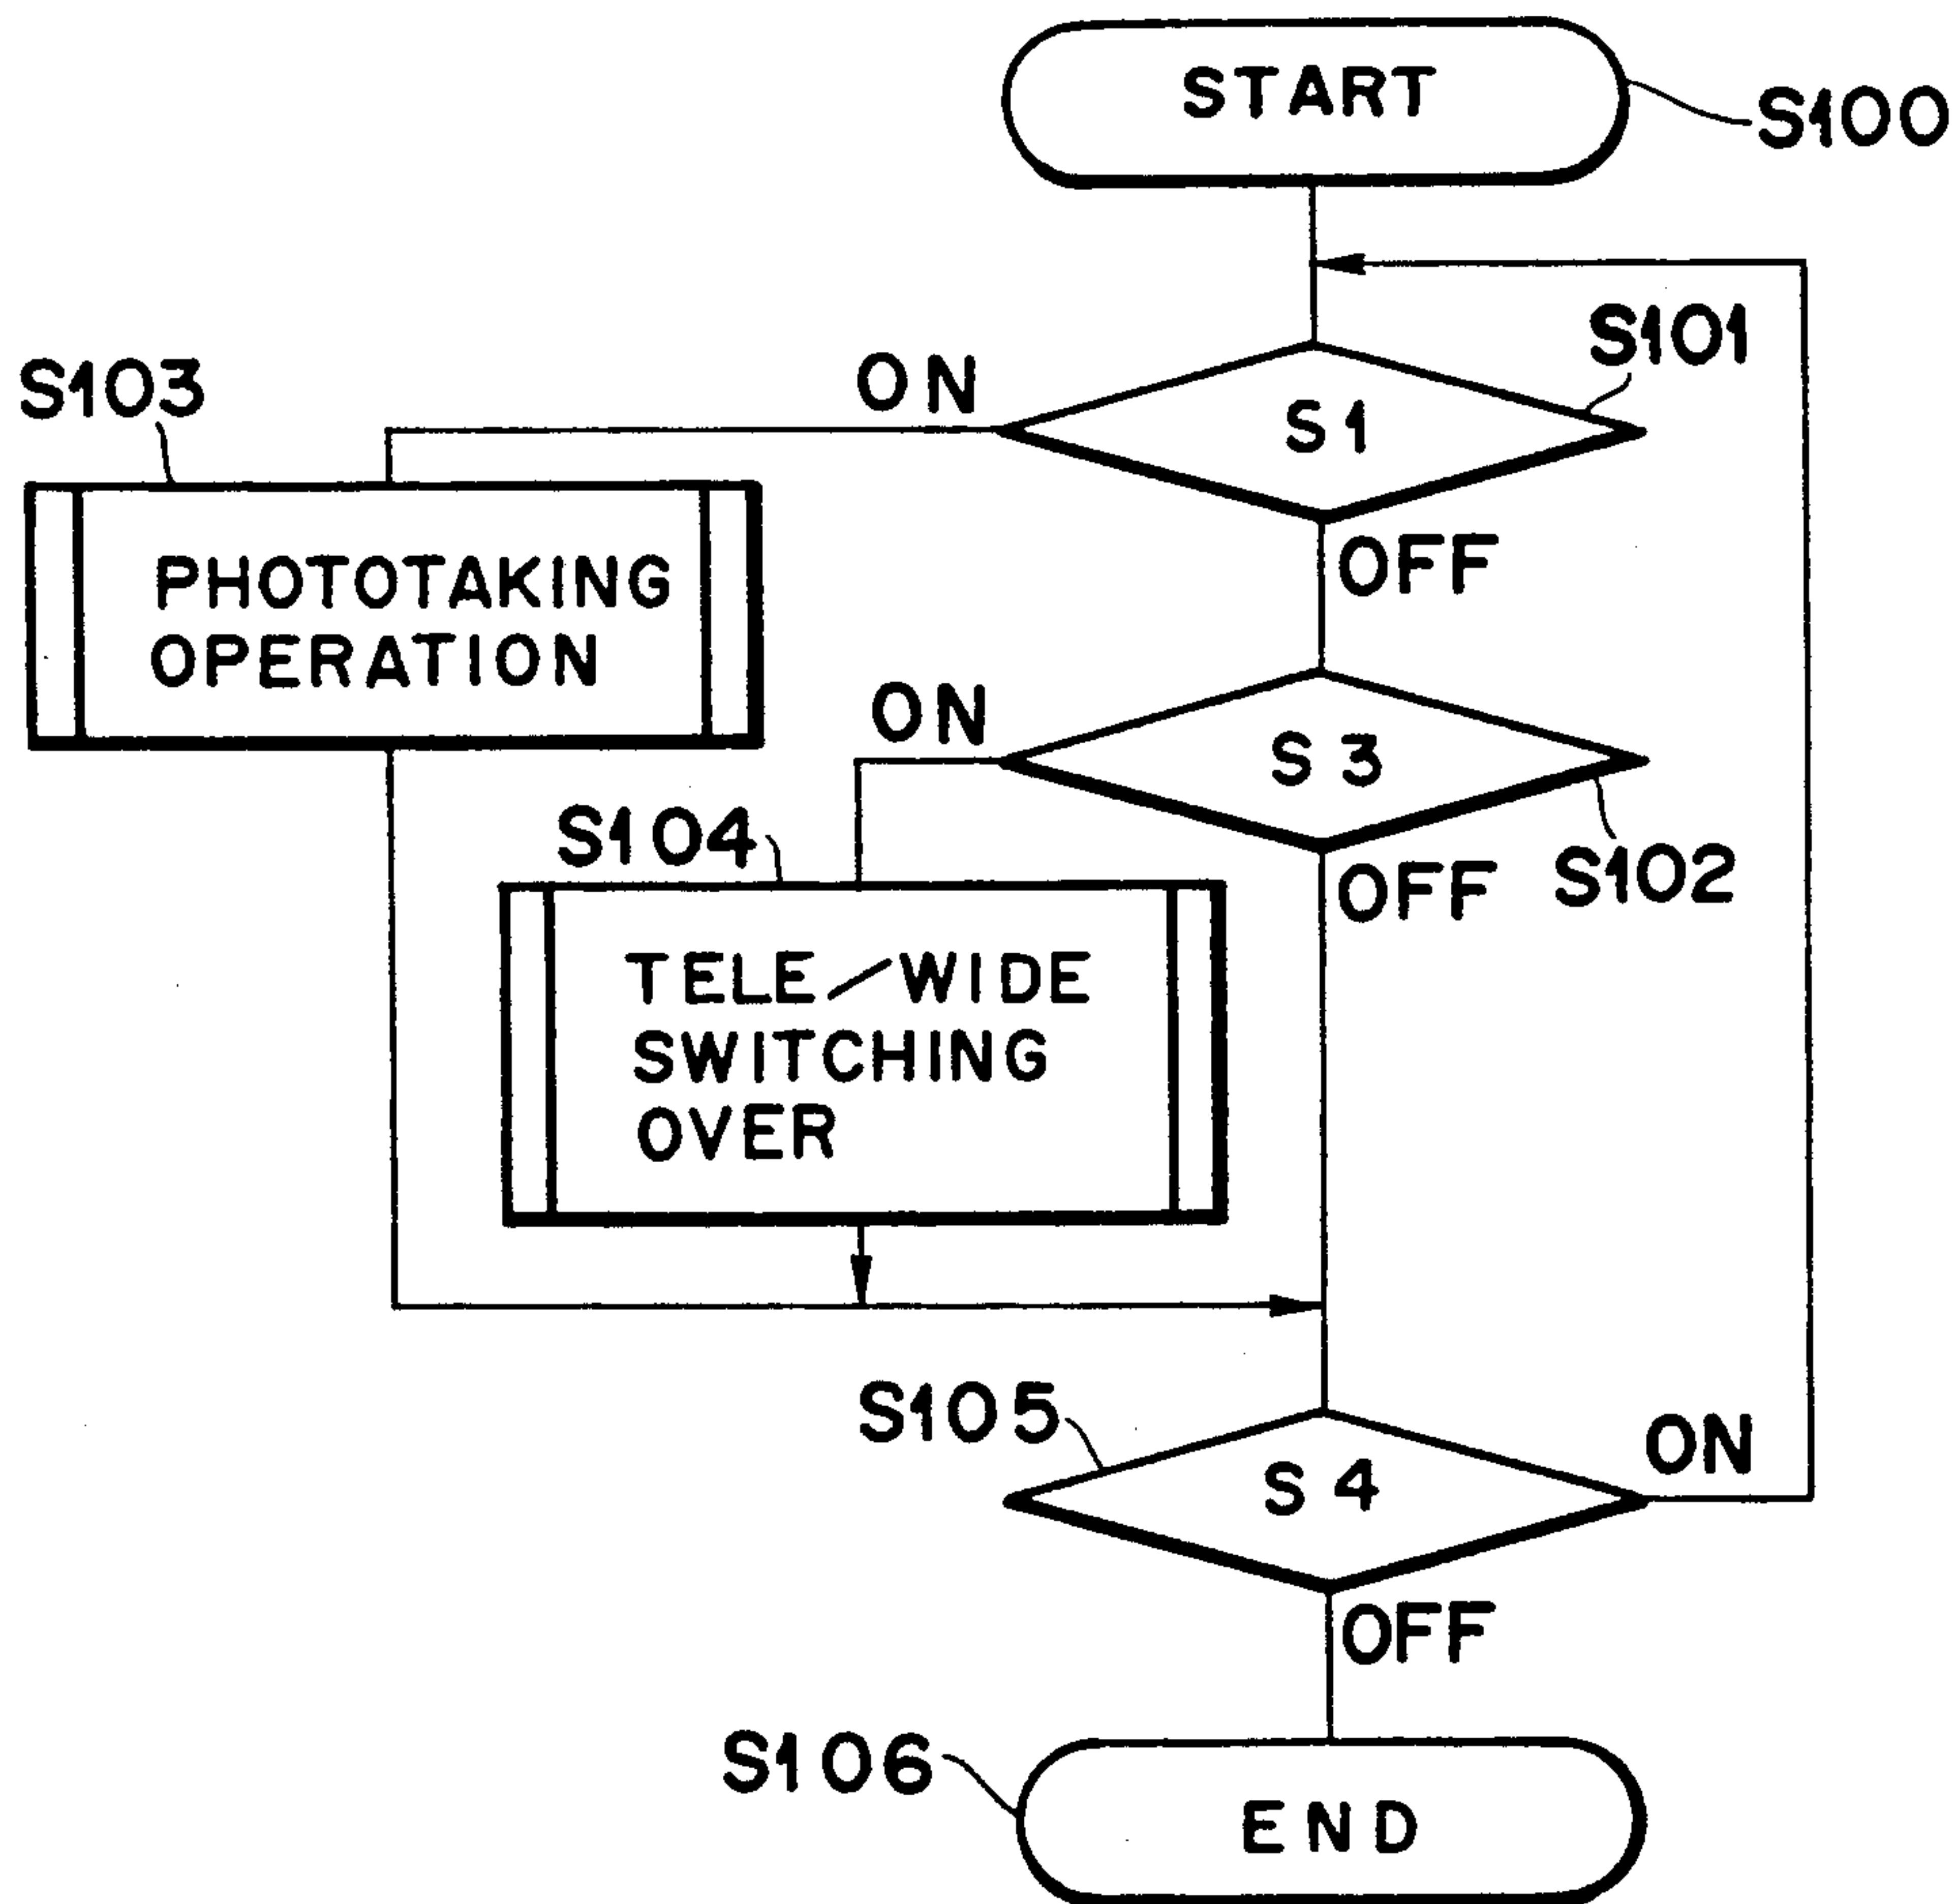 START
S100
S101
S103
ON
S1
OFF
PHOTOTAKING
OPERATION
ON
S3
S104
OFF
S102
TELE/WIDE
SWITCHING
OVER
S105
ON
S4
OFF
S106
END